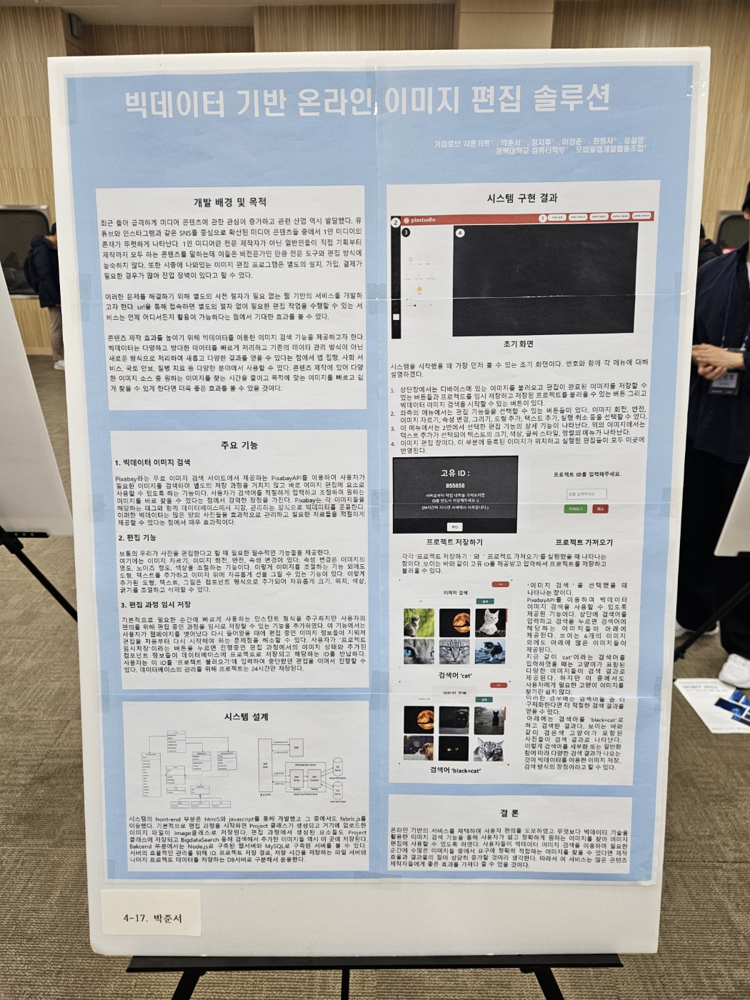 빅데이터 기반 온라인 이미지 편집 솔루션
가파로브 자혼기르¹, 박준서¹, 정지후¹, 이상준¹, 최원서², 정설영¹
경북대학교 컴퓨터학부¹, 모바일앱개발협동조합²
개발 배경 및 목적
최근 들어 급격하게 미디어 콘텐츠에 관한 관심이 증가하고 관련 산업 역시 발달했다. 유
튜브와 인스타그램과 같은 SNS를 중심으로 확산된 미디어 콘텐츠들 중에서 1인 미디어의
존재가 뚜렷하게 나타난다. 1인 미디어란 전문 제작자가 아닌 일반인들이 직접 기획부터
제작까지 모두 하는 콘텐츠를 말하는데 이들은 비전문가인 만큼 전문 도구와 편집 방식에
능숙하지 않다. 또한 시중에 나와있는 이미지 편집 프로그램은 별도의 설치, 가입, 결제가
필요한 경우가 많아 진입 장벽이 있다고 할 수 있다.
이러한 문제를 해결하기 위해 별도의 사전 절차가 필요 없는 웹 기반의 서비스를 개발하
고자 한다. url을 통해 접속하면 별도의 절차 없이 필요한 편집 작업을 수행할 수 있는 서
비스는 언제 어디서든지 활용이 가능하다는 점에서 기대한 효과를 볼 수 있다.
콘텐츠 제작 효과를 높이기 위해 빅데이터를 이용한 이미지 검색 기능을 제공하고자 한다.
빅데이터는 다양하고 방대한 데이터를 빠르게 처리하고 기존의 데이터 관리 방식이 아닌
새로운 방식으로 처리하여 새롭고 다양한 결과를 얻을 수 있다는 점에서 법 집행, 사회 서
비스, 국토 안보, 질병 치료 등 다양한 분야에서 사용할 수 있다. 콘텐츠 제작에 있어 다양
한 이미지 소스 중 원하는 이미지를 찾는 시간을 줄이고 목적에 맞는 이미지를 빠르고 쉽
게 찾을 수 있게 한다면 더욱 좋은 효과를 볼 수 있을 것이다.
주요 기능
1. 빅데이터 이미지 검색
Pixabay라는 무료 이미지 검색 사이트에서 제공하는 PixabayAPI를 이용하여 사용자가
필요한 이미지를 검색하여 별도의 저장 과정을 거치지 않고 바로 이미지 편집에 요소로
사용할 수 있도록 하는 기능이다. 사용자가 검색어를 적절하게 입력하고 조절하여 원하는
이미지를 바로 찾을 수 있다는 점에서 강력한 장점을 가진다. Pixabay는 각 이미지들을
해당하는 태그와 함께 데이터베이스에서 저장, 관리하는 방식으로 빅데이터를 운용한다.
이러한 빅데이터는 많은 양의 사진들을 효과적으로 관리하고 필요한 자료들을 적절하게
제공할 수 있다는 점에서 매우 효과적이다.
2. 편집 기능
보통의 우리가 사진을 편집한다고 할 때 필요한 필수적인 기능들을 제공한다.
여기에는 이미지 자르기, 이미지 회전, 반전, 속성 변경이 있다. 속성 변경은 이미지의
명도, 노이즈 정도, 색상을 조절하는 기능이다. 이렇게 이미지를 조절하는 기능 외에도
도형, 텍스트를 추가하고 이미지 위에 자유롭게 선을 그릴 수 있는 기능이 있다. 이렇게
추가된 도형, 텍스트, 그림은 컴포넌트 형식으로 추가되어 자유롭게 크기, 위치, 색상,
굵기를 조절하고 삭제할 수 있다.
3. 편집 과정 임시 저장
기본적으로 필요한 순간에 빠르게 사용하는 인스턴트 형식을 추구하지만 사용자의
편의를 위해 편집 중인 과정을 임시로 저장할 수 있는 기능을 추가하였다. 이 기능에서는
사용자가 웹페이지를 벗어났다 다시 들어왔을 때에 편집 중인 이미지 정보들이 지워져
편집을 처음부터 다시 시작해야 하는 문제점을 해소할 수 있다. 사용자가 '프로젝트
임시저장'이라는 버튼을 누르면 진행중인 편집 과정에서의 이미지 상태와 추가된
컴포넌트 정보들이 데이터베이스에 프로젝트로 저장되고 해당하는 ID를 반납하다.
사용자는 이 ID를 '프로젝트 불러오기'에 입력하여 중단했던 편집을 이어서 진행할 수
있다. 데이터베이스의 관리를 위해 프로젝트는 24시간만 저장된다.
시스템 설계
시스템의 front-end 부분은 html5와 javascript를 통해 개발했고 그 중에서도 fabric.js를
이용했다. 기본적으로 편집 과정을 시작하면 Project 클래스가 생성되고 거기에 업로드한
이미지 파일이 Image클래스로 저장된다. 편집 과정에서 생성된 요소들도 Project
클래스에 저장되고 BigdataSearch 통해 검색해서 추가한 이미지들 역시 이 곳에 저장된다.
Bakcend 부분에서는 Node.js로 구축된 웹서버와 MySQL로 구축된 서버를 볼 수 있다.
서버의 효율적인 관리를 위해 ID, 프로젝트 저장 경로, 저장 시간을 저장하는 파일 서버와
나머지 프로젝트 데이터를 저장하는 DB서버로 구분해서 운용한다.
시스템 구현 결과
pixstudio
1
2
3
4
초기 화면
시스템을 시작했을 때 가장 먼저 볼 수 있는 초기 화면이다. 번호와 함께 각 메뉴에 대해
설명하겠다.
1. 상단창에서는 디바이스에 있는 이미지를 불러오고 편집이 완료된 이미지를 저장할 수
있는 버튼들과 프로젝트를 임시 저장하고 저장된 프로젝트를 불러올 수 있는 버튼 그리고
빅데이터 이미지 검색을 시작할 수 있는 버튼이 있다.
2. 좌측의 메뉴에서는 편집 기능들을 선택할 수 있는 버튼들이 있다. 이미지 회전, 반전,
이미지 자르기, 속성 변경, 그리기, 도형 추가, 텍스트 추가, 실행 취소 등을 선택할 수 있다.
3. 이 메뉴에서는 2번에서 선택한 편집 기능의 상세 기능이 나타난다. 위의 이미지에서는
텍스트 추가가 선택되어 텍스트의 크기, 색상, 글씨 스타일, 정렬의 메뉴가 나타난다.
4. 이미지 편집 창이다. 이 부분에 등록된 이미지가 위치하고 실행된 편집들이 모두 이곳에
반영된다.
고유 ID :
855858
서버로부터 작업 내역을 가져오려면
ID를 반드시 저장해주세요 :)
(24시간이 지나면 서버에서 삭제됩니다.)
확인
프로젝트 ID를 입력해주세요.
ID를 입력하세요
가져오기
취소
프로젝트 저장하기
프로젝트 가져오기
각각 '프로젝트 저장하기' 와 '프로젝트 가져오기'를 실행했을 때 나타나는
창이다. 보이는 바와 같이 고유 ID를 제공받고 입력해서 프로젝트를 저장하고
불러올 수 있다.
이미지 검색
검색
검색어 'cat'
이미지 검색
검색
검색어 'black+cat'
'이미지 검색'을 선택했을 때
나타나는 창이다.
PixabyAPI를 이용하여 빅데이터
이미지 검색을 사용할 수 있도록
제공된 기능이다. 상단에 검색어를
입력하고 검색을 누르면 검색어에
해당하는 이미지들이 아래에
제공된다. 보이는 6개의 이미지
외에도 아래에 많은 이미지들이
제공된다.
지금 같이 'cat'이라는 검색어를
입력하였을 때는 고양이가 포함된
다양한 이미지들이 검색 결과로
제공된다. 하지만 이 중에서도
사용자에게 필요한 고양이 이미지를
찾기란 쉽지 않다.
이러한 경우에는 검색어를 좀 더
구체화한다면 더 적절한 검색 결과를
얻을 수 있다.
아래에는 검색어를 'black+cat'로
하고 검색한 결과다. 보이는 바와
같이 검은색 고양이가 포함된
사진들이 검색 결과로 나타난다.
이렇게 검색어를 세부화 또는 일반화
함에 따라 다양한 검색 결과가 나오는
것이 빅데이터를 이용한 이미지 저장,
검색 방식의 장점이라고 할 수 있다.
결 론
온라인 기반의 서비스를 채택하여 사용자 편의를 도모하였고 무엇보다 빅데이터 기술을
활용한 이미지 검색 기능을 통해 사용자가 쉽고 정확하게 원하는 이미지를 찾아 이미지
편집에 사용할 수 있도록 하였다. 사용자들이 빅데이터 이미지 검색을 이용하여 필요한
순간에 수많은 이미지들 중에서 요구에 정확히 적합하는 이미지를 찾을 수 있다면 제작
효율과 결과물의 질이 상당히 증가할 것이라 생각한다. 따라서 이 서비스는 많은 콘텐츠
제작자들에게 좋은 효과를 가져다 줄 수 있을 것이다.
4-17. 박준서